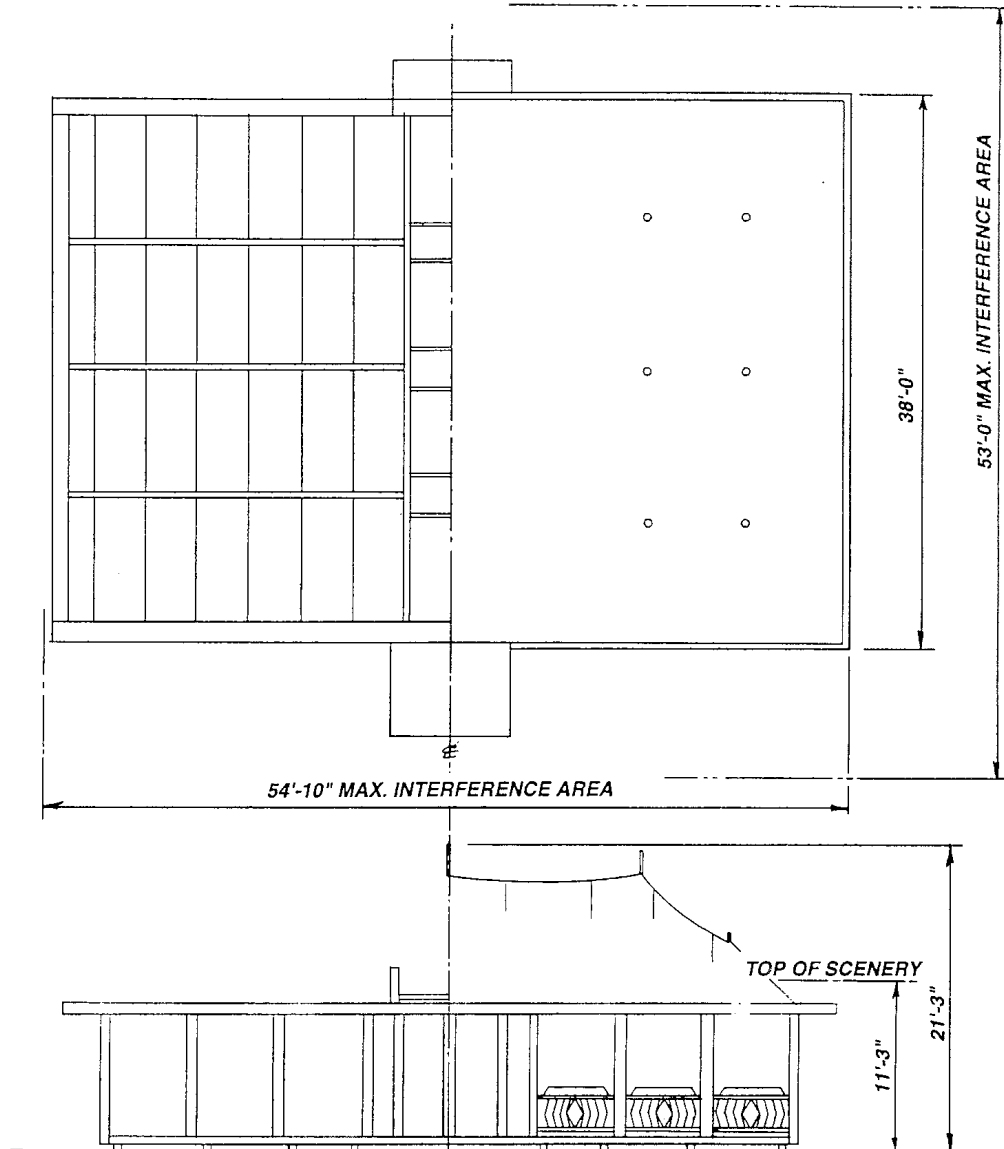 53'-0" MAX. INTERFERENCE AREA
38'-0"
54'-10" MAX. INTERFERENCE AREA
TOP OF SCENERY
21'-3"
11'-3"